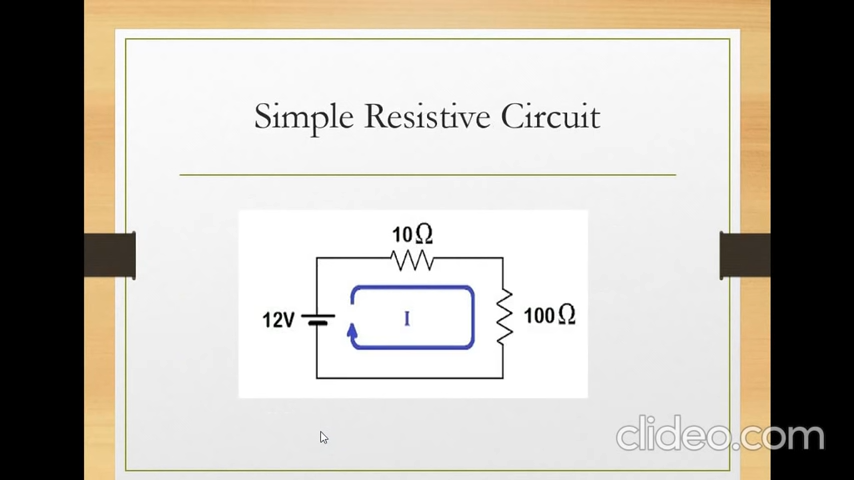 Simple Resistive Circuit
10Ω
12V
I
100Ω
clideo.com